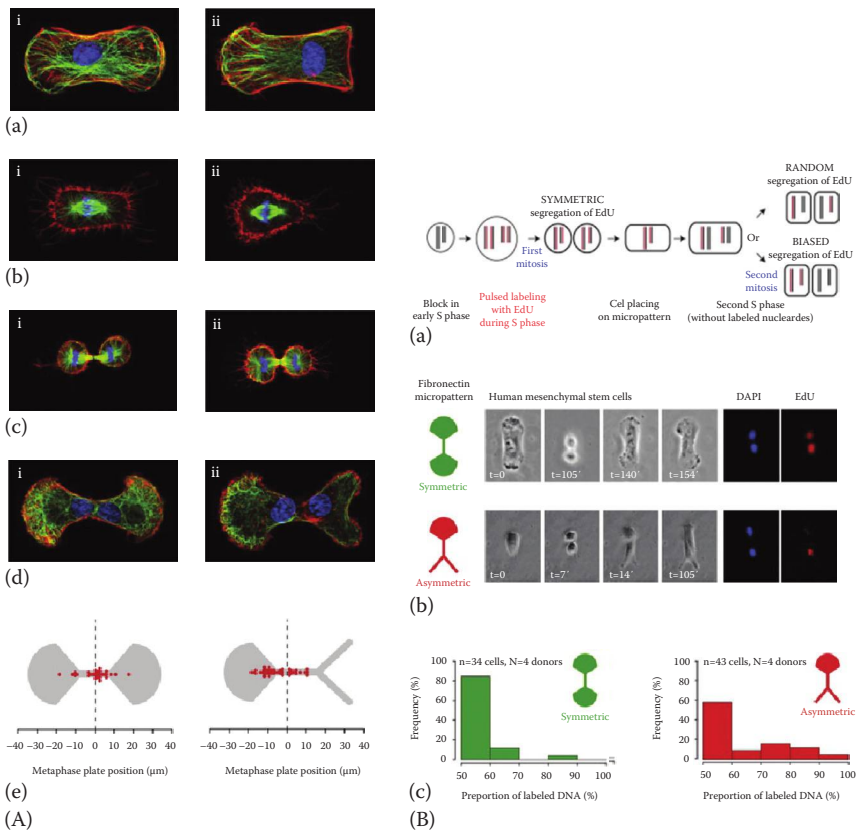 i
ii
(a)
i
ii
(b)
i
ii
(c)
i
ii
(d)
−40 −30 −20 −10 0 10 20 30 40
Metaphase plate position (µm)
−40 −30 −20 −10 0 10 20 30 40
Metaphase plate position (µm)
(e)
(A)
SYMMETRIC
segregation of EdU
RANDOM
segregation of EdU
Or
BIASED
segregation of EdU
First
mitosis
Second
mitosis
Block in
early S phase
Pulsed labeling
with EdU
during S phase
Cel placing
on micropattern
Second S phase
(without labeled nucleardes)
(a)
Fibronectin
micropattern
Human mesenchymal stem cells
DAPI
EdU
t=0
t=105´
t=140´
t=154´
Symmetric
t=0
t=7´
t=14´
t=105´
Asymmetric
(b)
n=34 cells, N=4 donors
Frequency (%)
100
80
60
40
20
0
50 60 70 80 90 100
Preportion of labeled DNA (%)
Symmetric
n=43 cells, N=4 donors
Frequency (%)
100
80
60
40
20
0
50 60 70 80 90 100
Preportion of labeled DNA (%)
Asymmetric
(c)
(B)